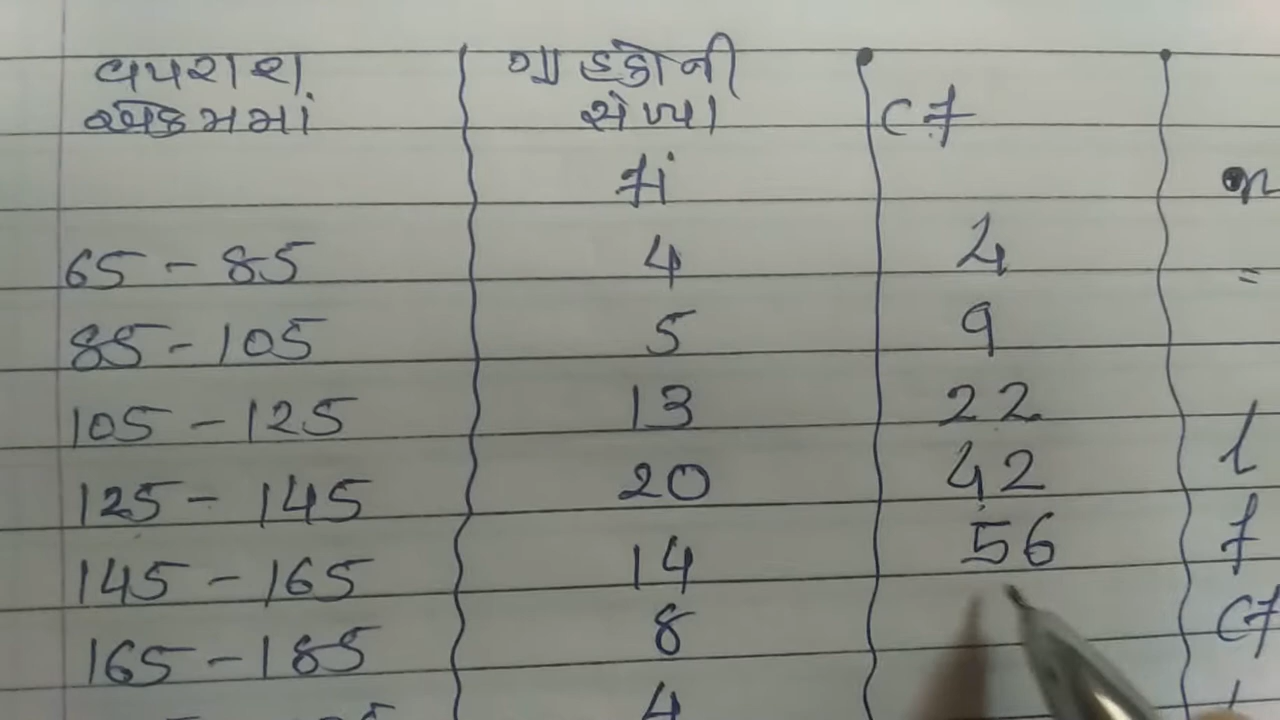 વપરાશ ગ્રાહકોની
એકમમાં સંખ્યા cf
fi n
65 - 85 4 4 =
85 - 105 5 9
105 - 125 13 22 l
125 - 145 20 42
145 - 165 14 56 f
165 - 185 8 cf
4